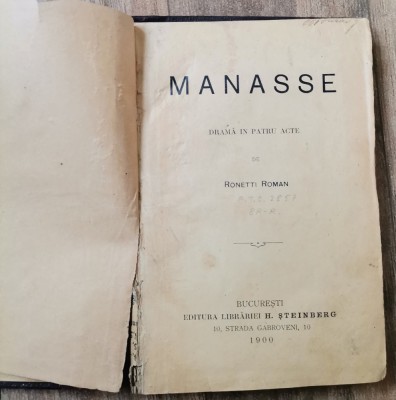 MANASSE
DRAMĂ IN PATRU ACTE
DE
RONETTI ROMAN
BUCUREȘTI
EDITURA LIBRĂRIEI H. ȘTEINBERG
10, STRADA GABROVENI, 10
1900